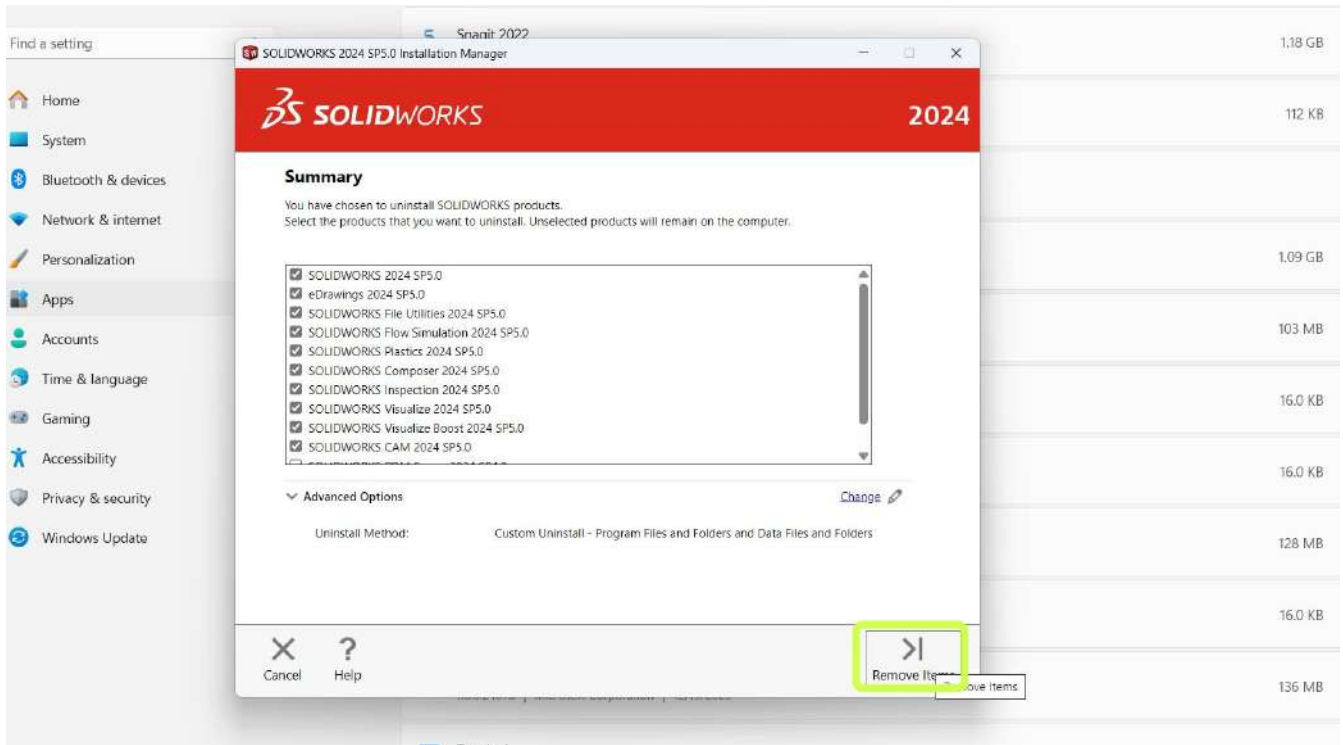 Find a setting
Home
System
Bluetooth & devices
Network & internet
Personalization
Apps
Accounts
Time & language
Gaming
Accessibility
Privacy & security
Windows Update
Snagit 2022
SOLIDWORKS 2024 SP5.0 Installation Manager
SOLIDWORKS
2024
Summary
You have chosen to uninstall SOLIDWORKS products.
Select the products that you want to uninstall. Unselected products will remain on the computer.
SOLIDWORKS 2024 SP5.0
eDrawings 2024 SP5.0
SOLIDWORKS File Utilities 2024 SP5.0
SOLIDWORKS Flow Simulation 2024 SP5.0
SOLIDWORKS Plastics 2024 SP5.0
SOLIDWORKS Composer 2024 SP5.0
SOLIDWORKS Inspection 2024 SP5.0
SOLIDWORKS Visualize 2024 SP5.0
SOLIDWORKS Visualize Boost 2024 SP5.0
SOLIDWORKS CAM 2024 SP5.0
Advanced Options
Change
Uninstall Method: Custom Uninstall - Program Files and Folders and Data Files and Folders
Cancel
? Help
Remove Items
1.18 GB
112 KB
1.09 GB
103 MB
16.0 KB
16.0 KB
128 MB
16.0 KB
136 MB